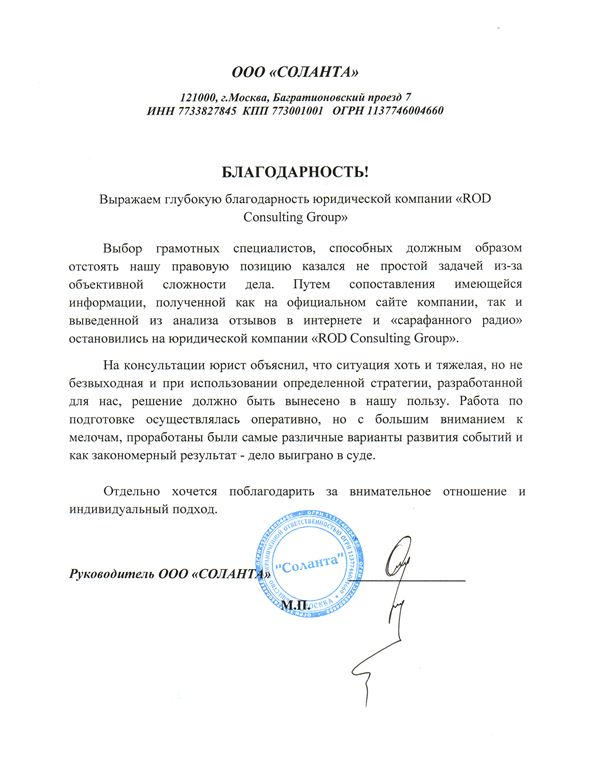 ООО «СОЛАНТА»
121000, г.Москва, Багратионовский проезд 7
ИНН 7733827845 КПП 773001001 ОГРН 1137746004660
БЛАГОДАРНОСТЬ!
Выражаем глубокую благодарность юридической компании «ROD
Consulting Group»
Выбор грамотных специалистов, способных должным образом
отстоять нашу правовую позицию казался не простой задачей из-за
объективной сложности дела. Путем сопоставления имеющейся
информации, полученной как на официальном сайте компании, так и
выведенной из анализа отзывов в интернете и «сарафанного радио»
остановились на юридической компании «ROD Consulting Group».
На консультации юрист объяснил, что ситуация хоть и тяжелая, но не
безвыходная и при использовании определенной стратегии, разработанной
для нас, решение должно быть вынесено в нашу пользу. Работа по
подготовке осуществлялась оперативно, но с большим вниманием к
мелочам, проработаны были самые различные варианты развития событий и
как закономерный результат - дело выиграно в суде.
Отдельно хочется поблагодарить за внимательное отношение и
индивидуальный подход.
Руководитель ООО «СОЛАНТА»
"Соланта"
М.П.